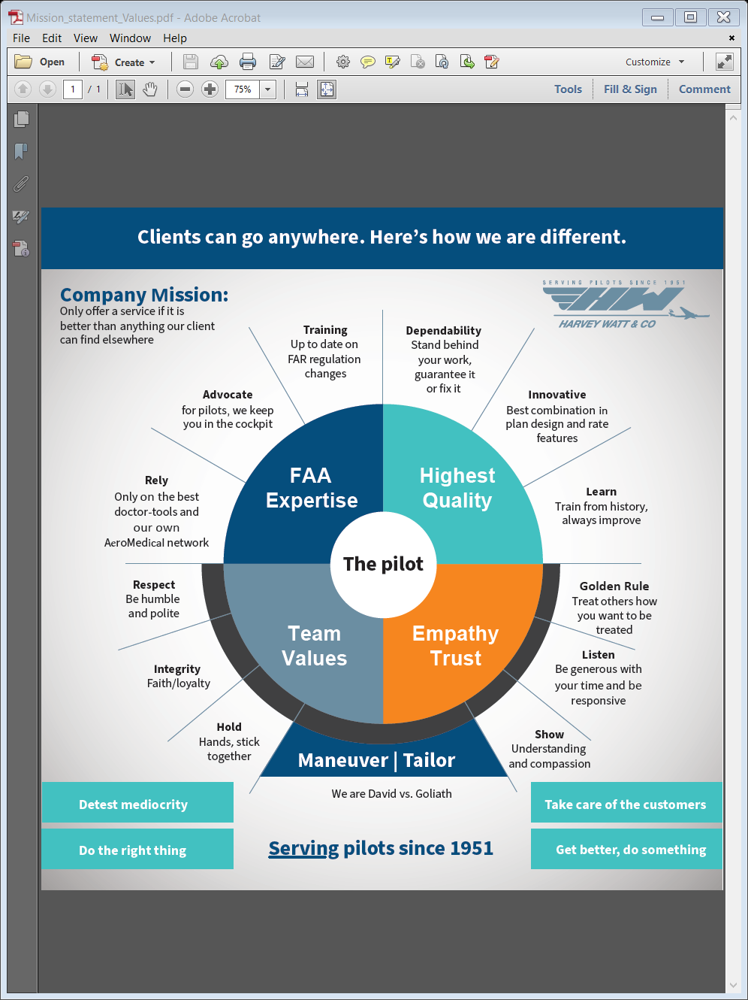 Mission_statement_Values.pdf - Adobe Acrobat
File Edit View Window Help
Open Create Customize
1 / 1 75% Tools Fill & Sign Comment
Clients can go anywhere. Here's how we are different.
Company Mission:
Only offer a service if it is
better than anything our client
can find elsewhere
SERVING PILOTS SINCE 1951
HW
HARVEY WATT & CO
Training
Up to date on
FAR regulation
changes
Dependability
Stand behind
your work,
guarantee it
or fix it
Advocate
for pilots, we keep
you in the cockpit
Innovative
Best combination in
plan design and rate
features
Rely
Only on the best
doctor-tools and
our own
AeroMedical network
Learn
Train from history,
always improve
FAA
Expertise
Highest
Quality
The pilot
Team
Values
Empathy
Trust
Respect
Be humble
and polite
Golden Rule
Treat others how
you want to be
treated
Integrity
Faith/loyalty
Listen
Be generous with
your time and be
responsive
Hold
Hands, stick
together
Show
Understanding
and compassion
Maneuver | Tailor
We are David vs. Goliath
Detest mediocrity
Take care of the customers
Do the right thing
Serving pilots since 1951
Get better, do something